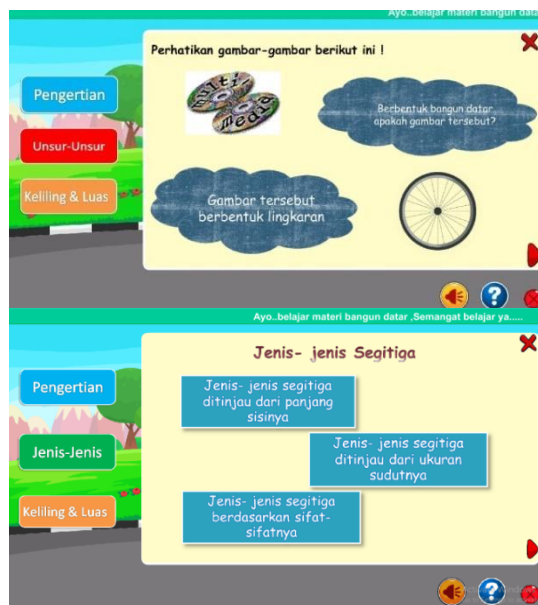 Ayo..belajar materi bangun data
Perhatikan gambar-gambar berikut ini !
Pengertian
Unsur-Unsur
Keliling & Luas
multi
media
Berbentuk bangun datar
apakah gambar tersebut?
Gambar tersebut
berbentuk lingkaran
?
Ayo..belajar materi bangun datar ,Semangat belajar ya.....
Jenis- jenis Segitiga
Pengertian
Jenis-Jenis
Keliling & Luas
Jenis- jenis segitiga
ditinjau dari panjang
sisinya
Jenis- jenis segitiga
ditinjau dari ukuran
sudutnya
Jenis- jenis segitiga
berdasarkan sifat-
sifatnya
?